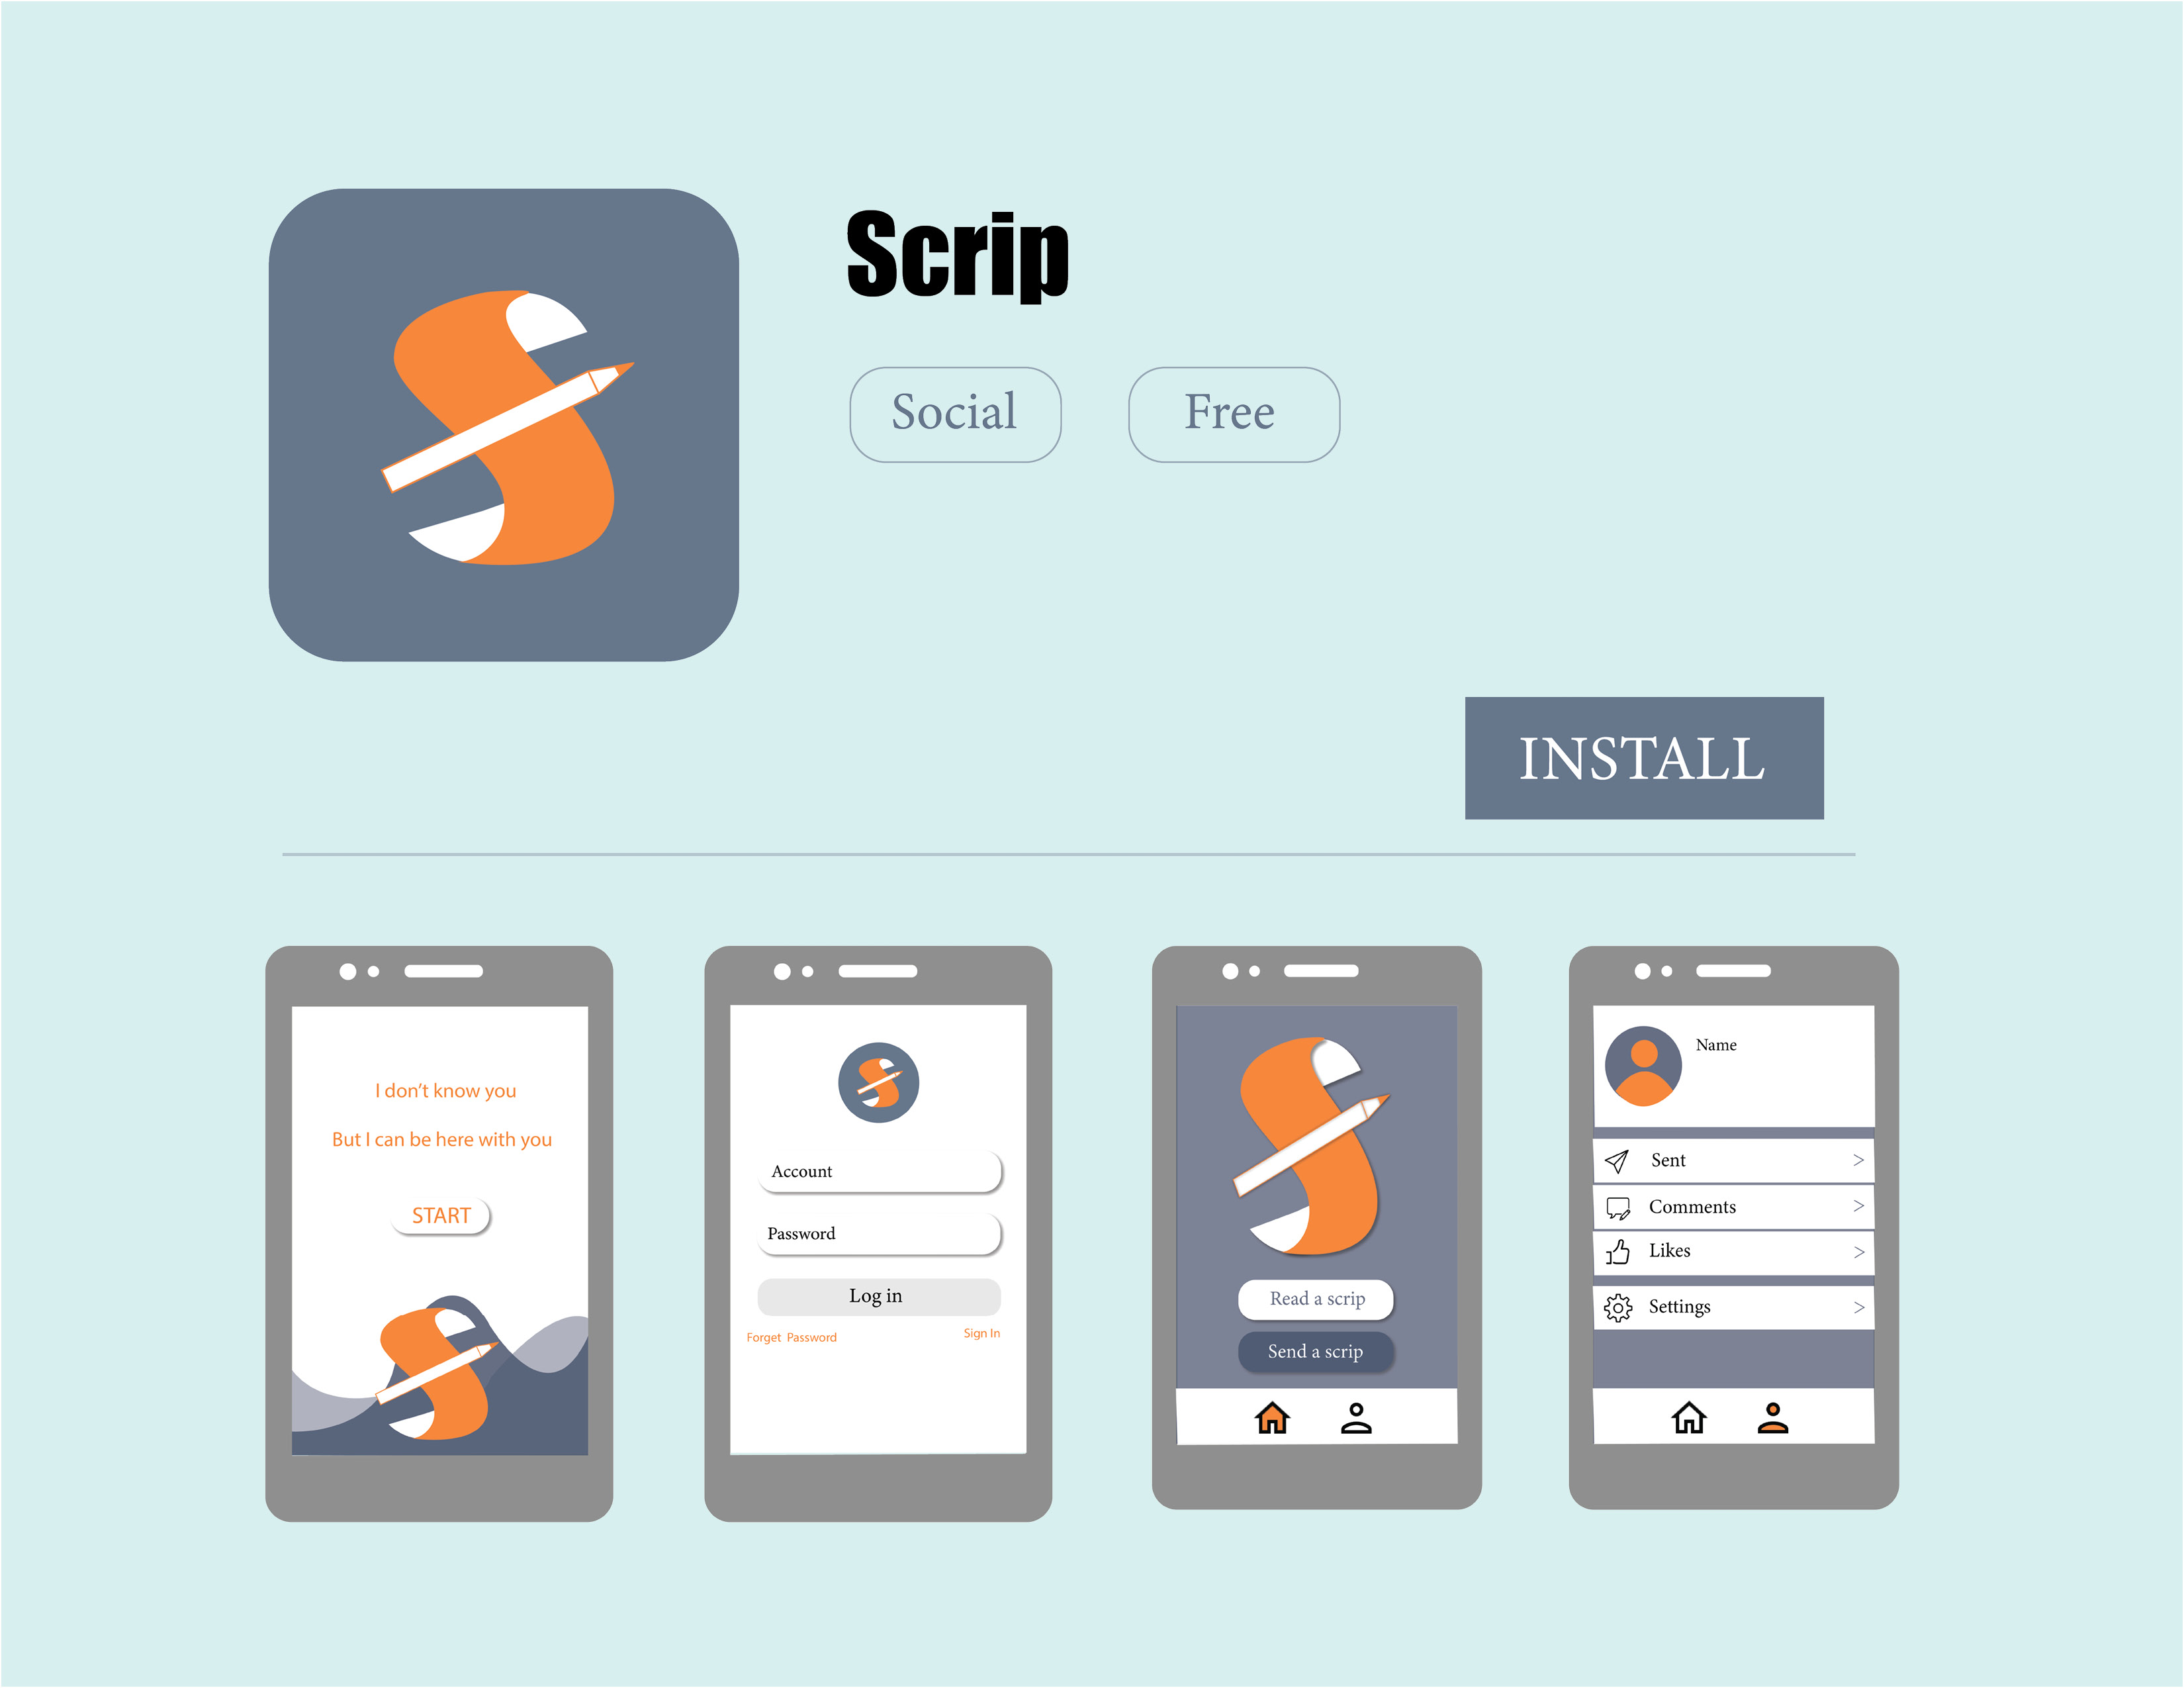 Scrip
Social
Free
INSTALL
I don't know you
But I can be here with you
START
Account
Password
Log in
Forget Password
Sign In
Read a scrip
Send a scrip
Name
Sent
>
Comments
>
Likes
>
Settings
>